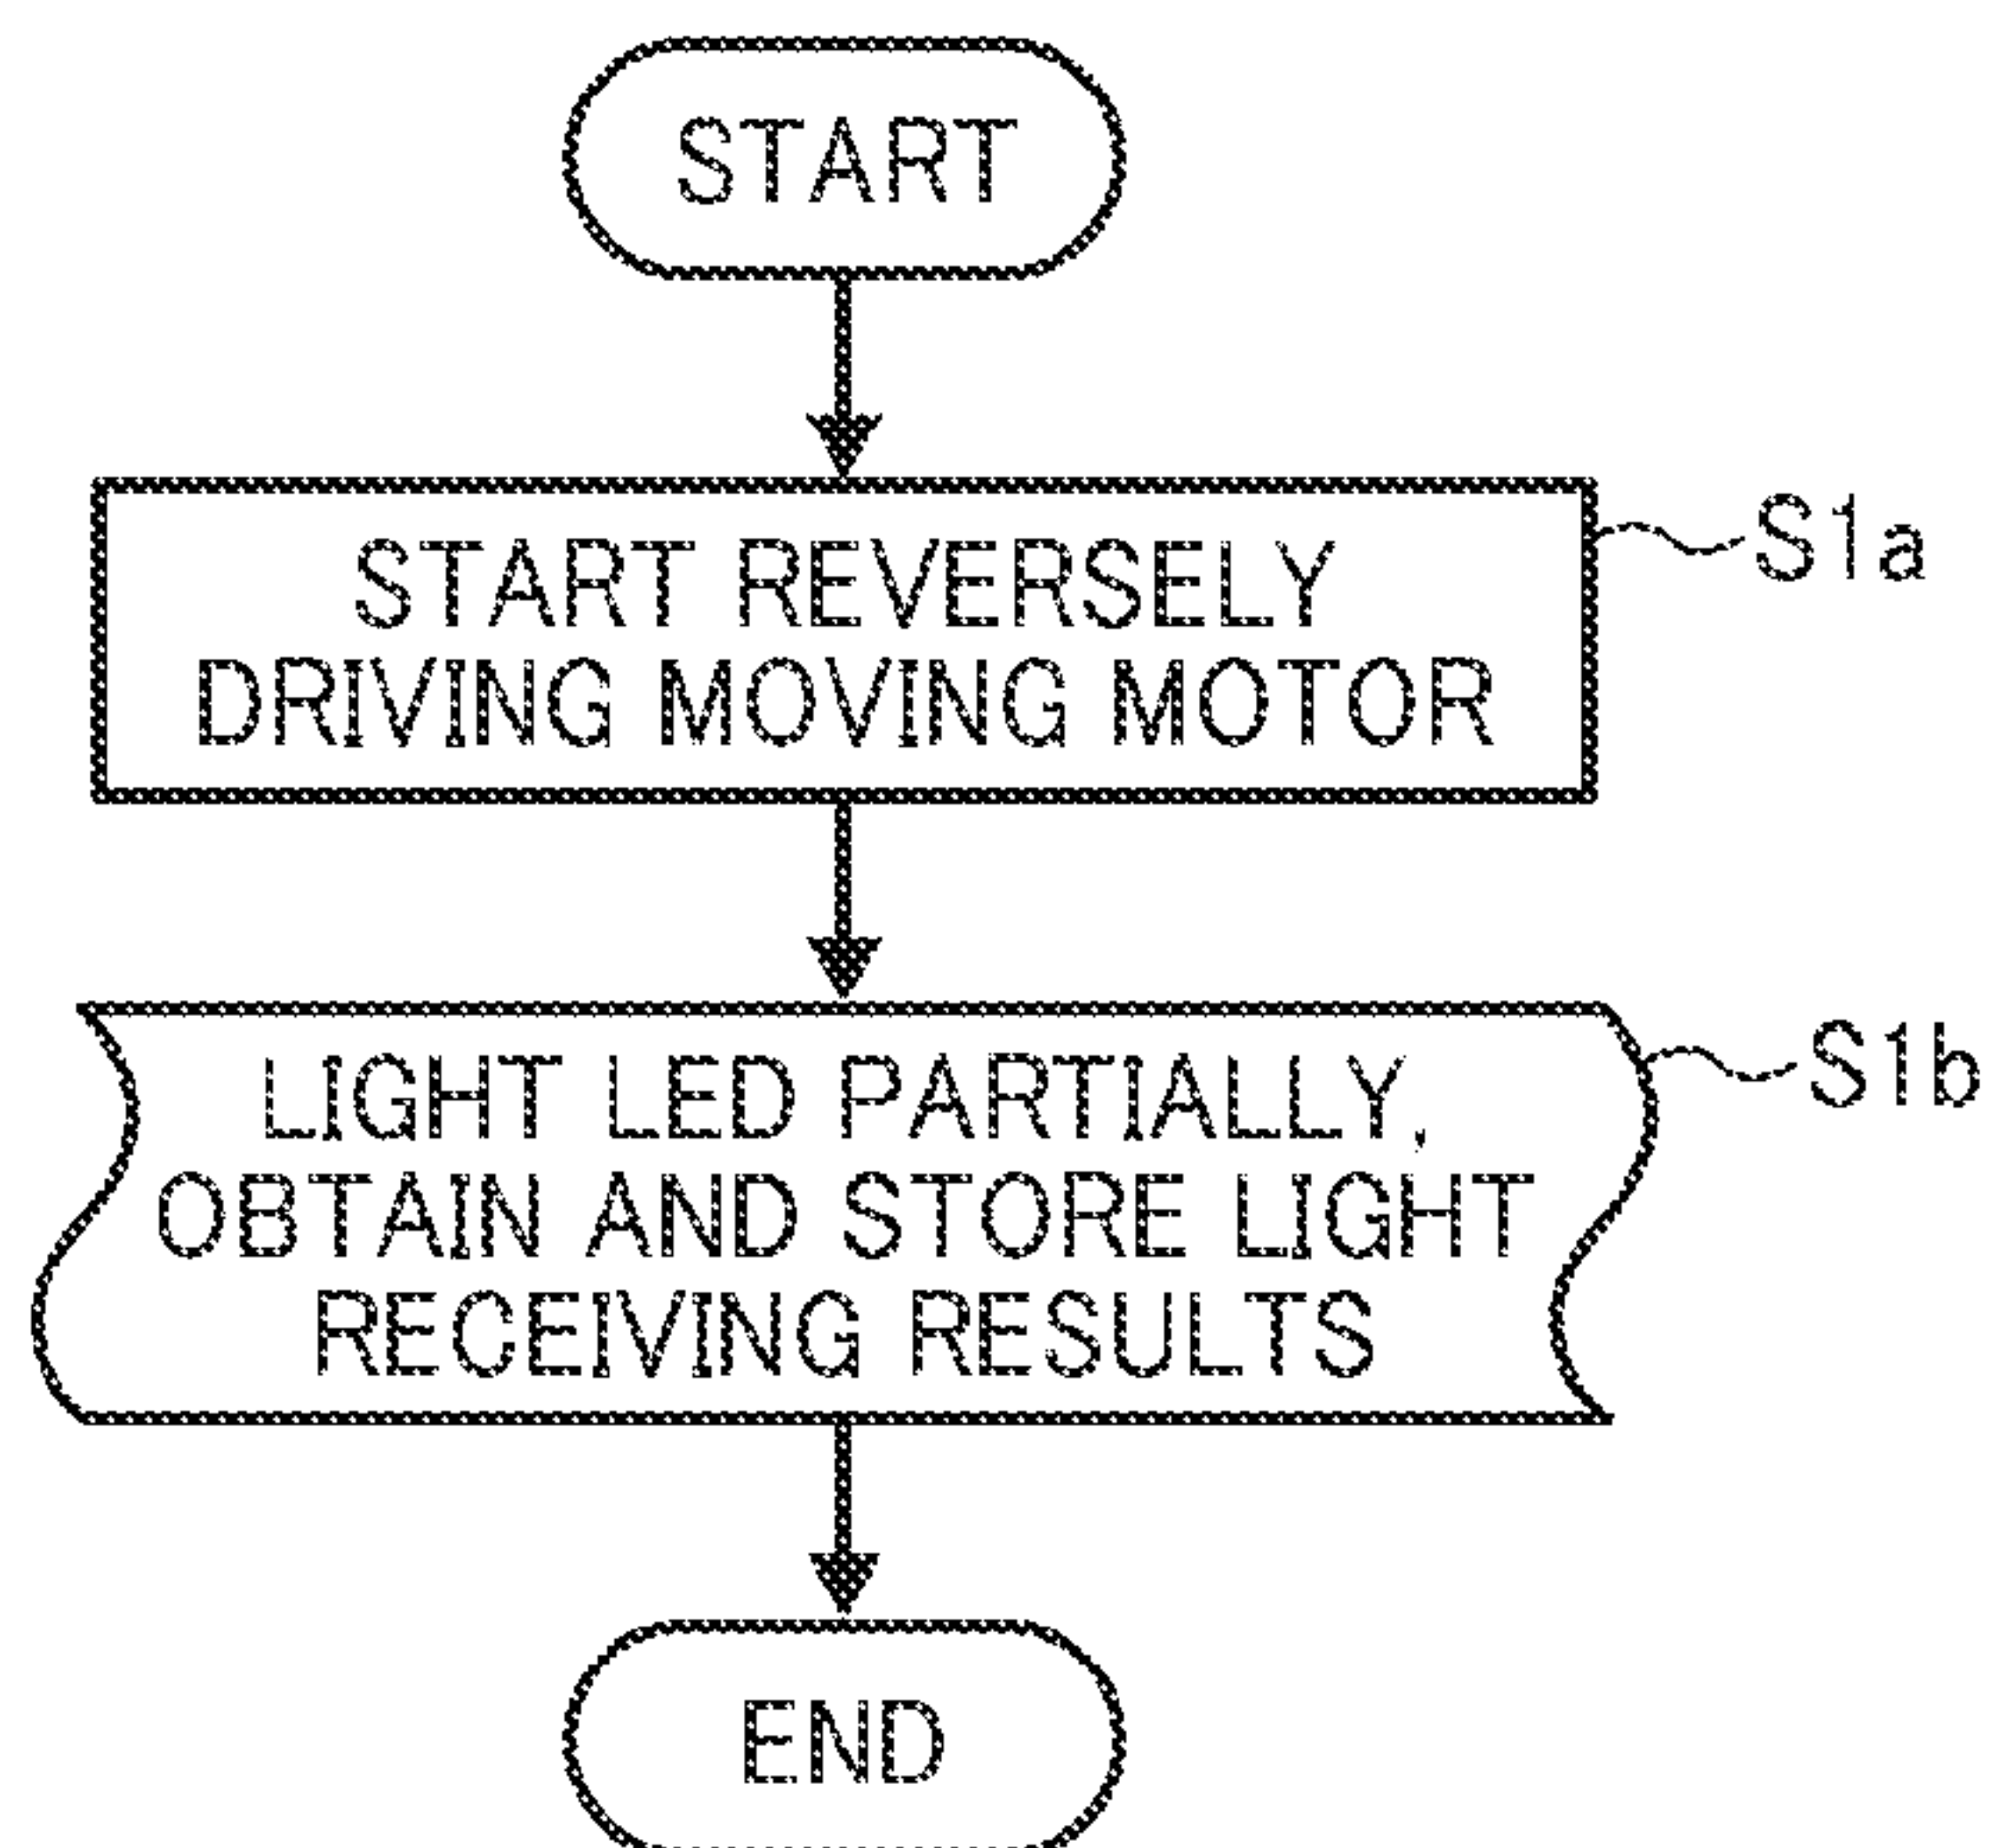 START
START REVERSELY
DRIVING MOVING MOTOR
S1a
LIGHT LED PARTIALLY,
OBTAIN AND STORE LIGHT
RECEIVING RESULTS
S1b
END